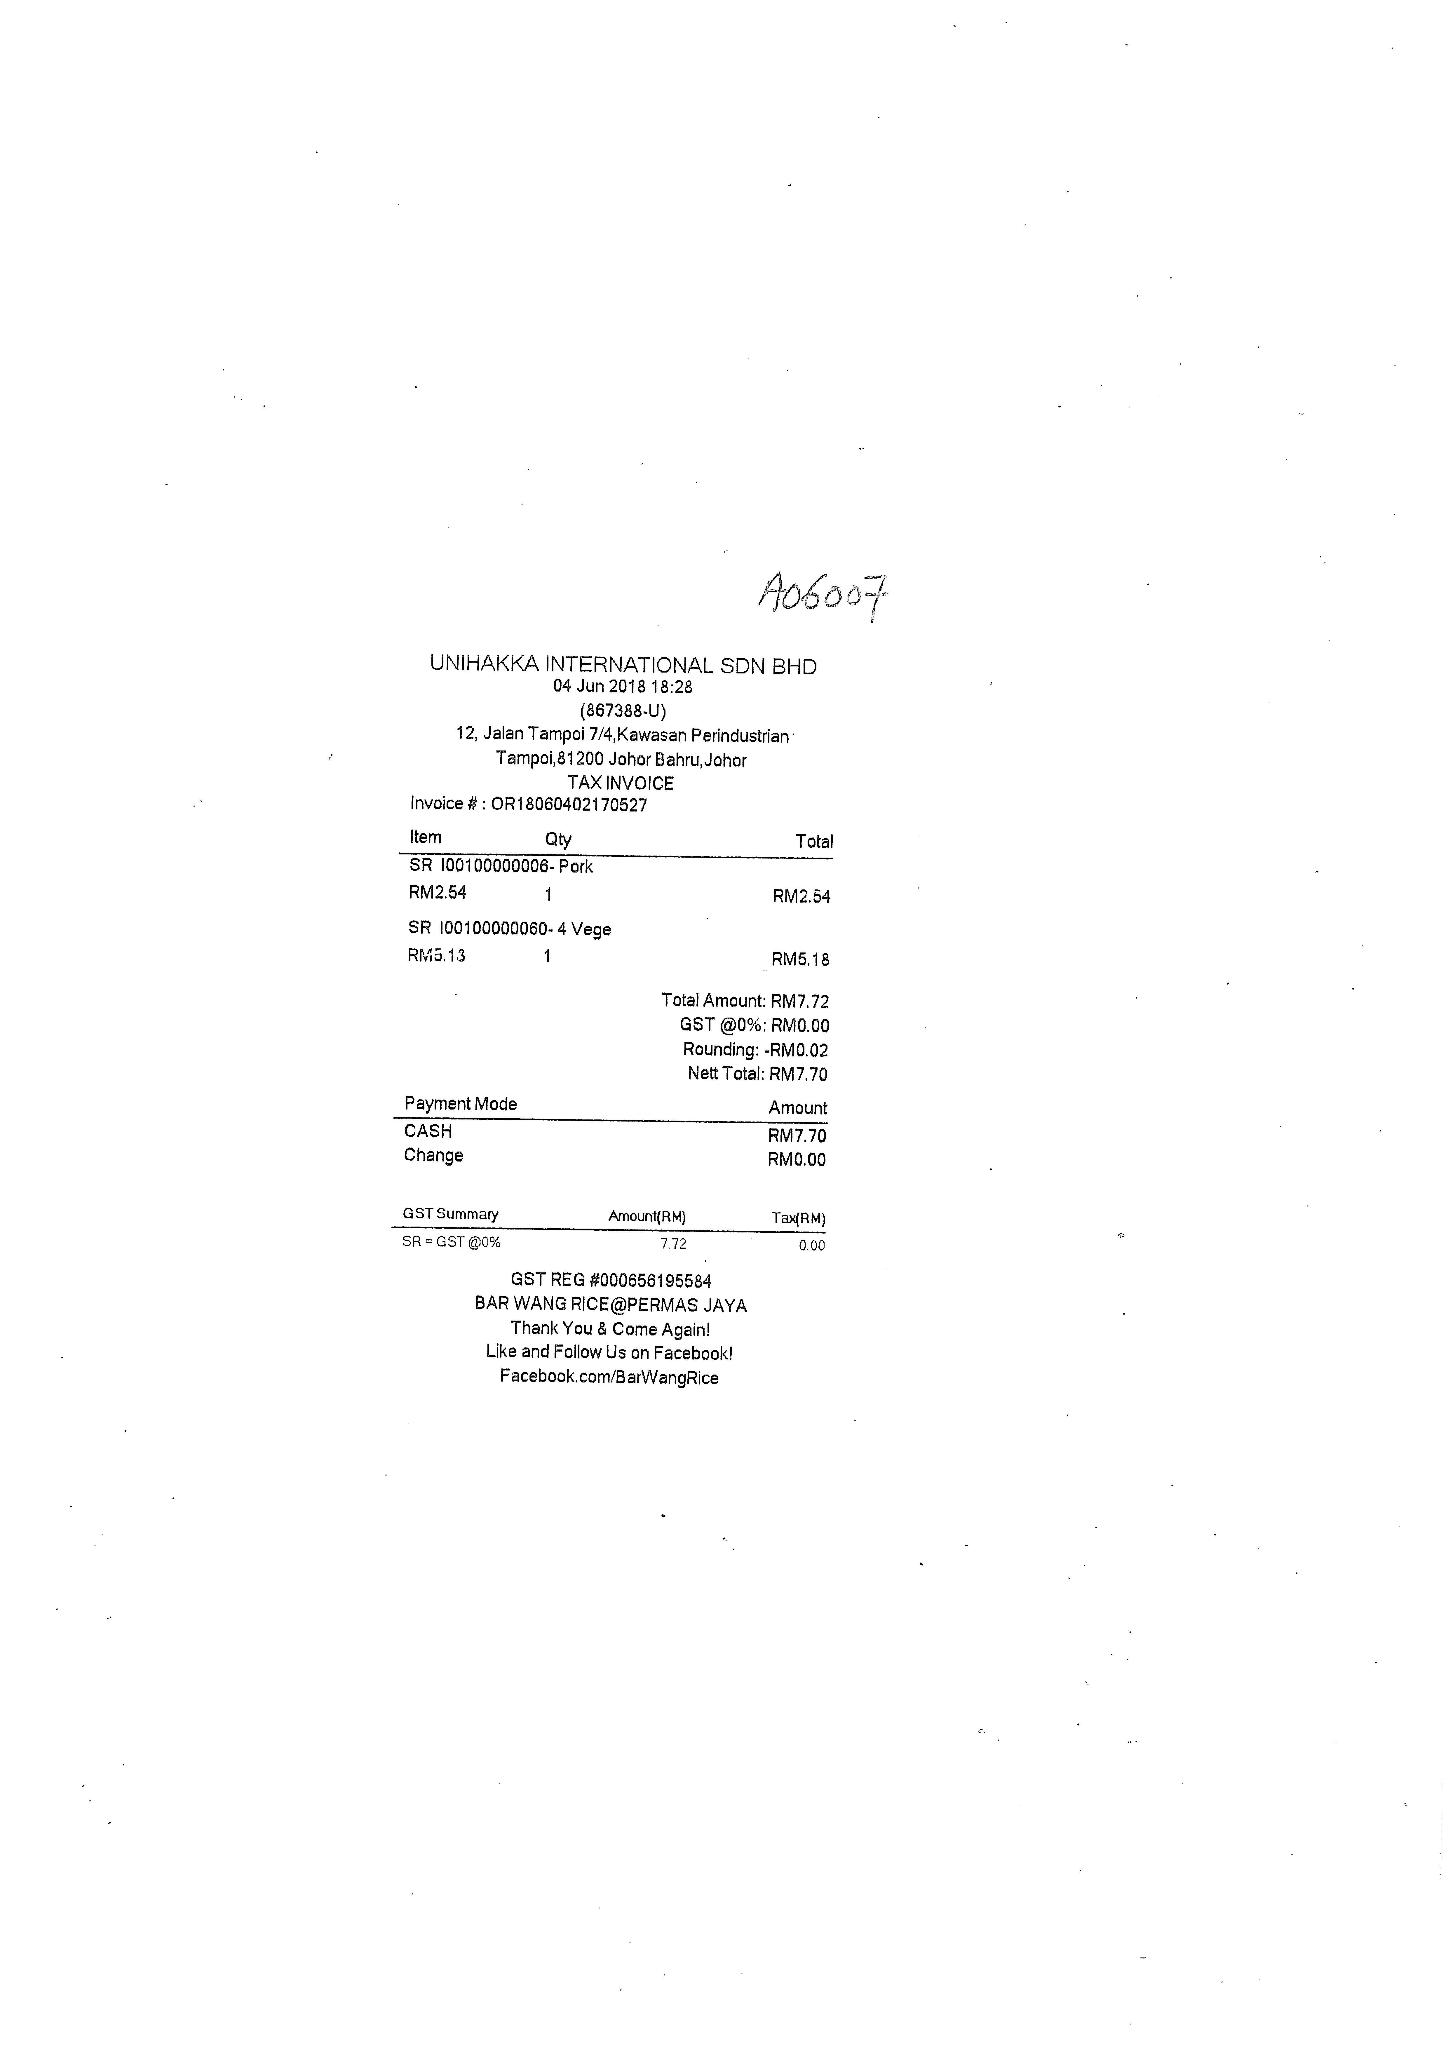 A06007
UNIHAKKA INTERNATIONAL SDN BHD
04 Jun 2018 18:28
(867388-U)
12, Jalan Tampoi 7/4,Kawasan Perindustrian
Tampoi,81200 Johor Bahru,Johor
TAX INVOICE
Invoice # : OR18060402170527
Item Qty Total
SR I00100000006- Pork
RM2.54 1 RM2.54
SR I00100000060- 4 Vege
RM5.18 1 RM5.18
Total Amount: RM7.72
GST @0%: RM0.00
Rounding: -RM0.02
Nett Total: RM7.70
Payment Mode Amount
CASH RM7.70
Change RM0.00
GST Summary Amount(RM) Tax(RM)
SR = GST @0% 7.72 0.00
GST REG #000656195584
BAR WANG RICE@PERMAS JAYA
Thank You & Come Again!
Like and Follow Us on Facebook!
Facebook.com/BarWangRice